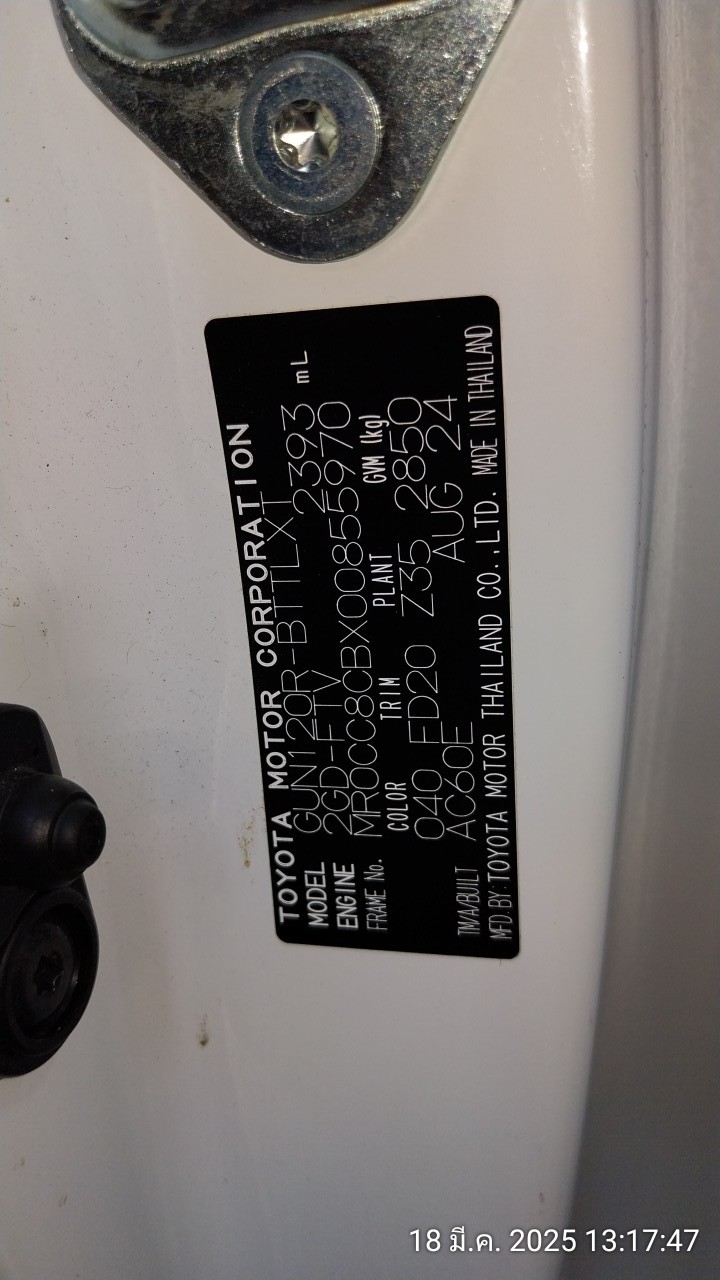 TOYOTA MOTOR CORPORATION
MODEL GUN120R-BTTLXT
ENGINE 2GD-FTV 2393 mL
FRAME No. MR0CC8CBX00855970
COLOR TRIM PLANT GVM (kg)
040 FD20 Z35 2850
TM/A/BUILT AC60E AUG 24
MFD.BY:TOYOTA MOTOR THAILAND CO.,LTD. MADE IN THAILAND
18 มี.ค. 2025 13:17:47